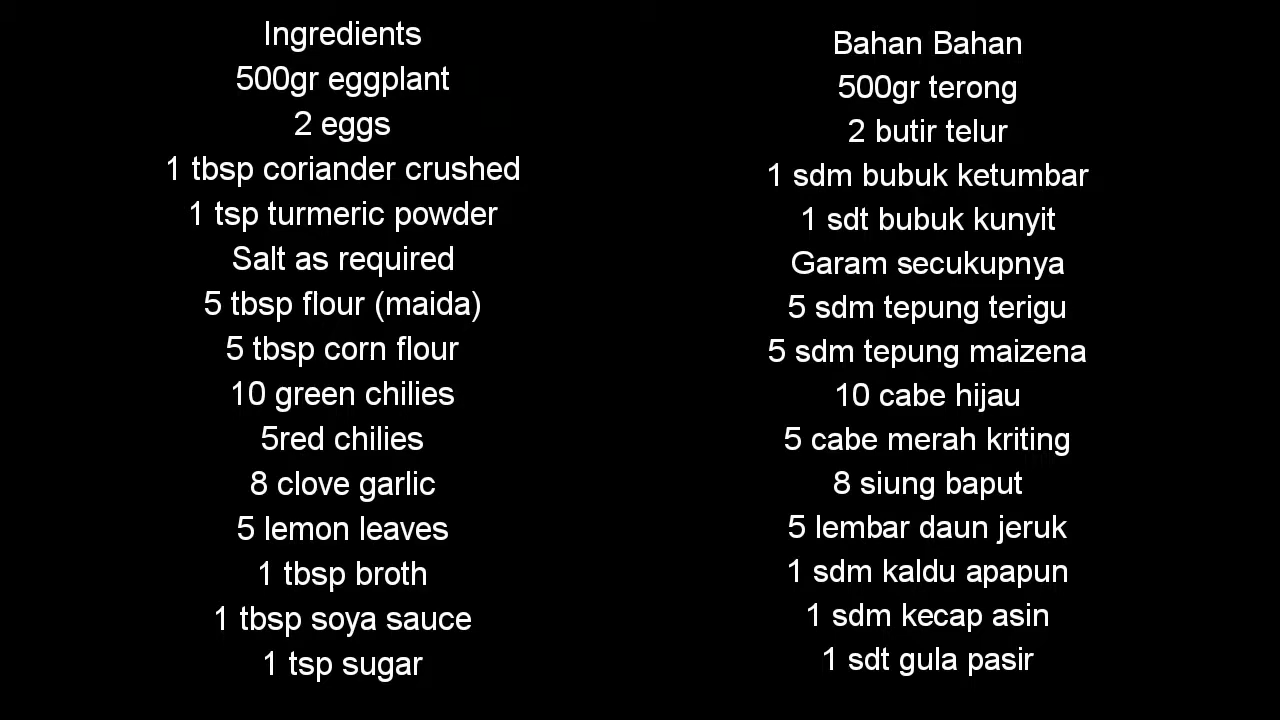 Ingredients
500gr eggplant
2 eggs
1 tbsp coriander crushed
1 tsp turmeric powder
Salt as required
5 tbsp flour (maida)
5 tbsp corn flour
10 green chilies
5red chilies
8 clove garlic
5 lemon leaves
1 tbsp broth
1 tbsp soya sauce
1 tsp sugar
Bahan Bahan
500gr terong
2 butir telur
1 sdm bubuk ketumbar
1 sdt bubuk kunyit
Garam secukupnya
5 sdm tepung terigu
5 sdm tepung maizena
10 cabe hijau
5 cabe merah kriting
8 siung baput
5 lembar daun jeruk
1 sdm kaldu apapun
1 sdm kecap asin
1 sdt gula pasir